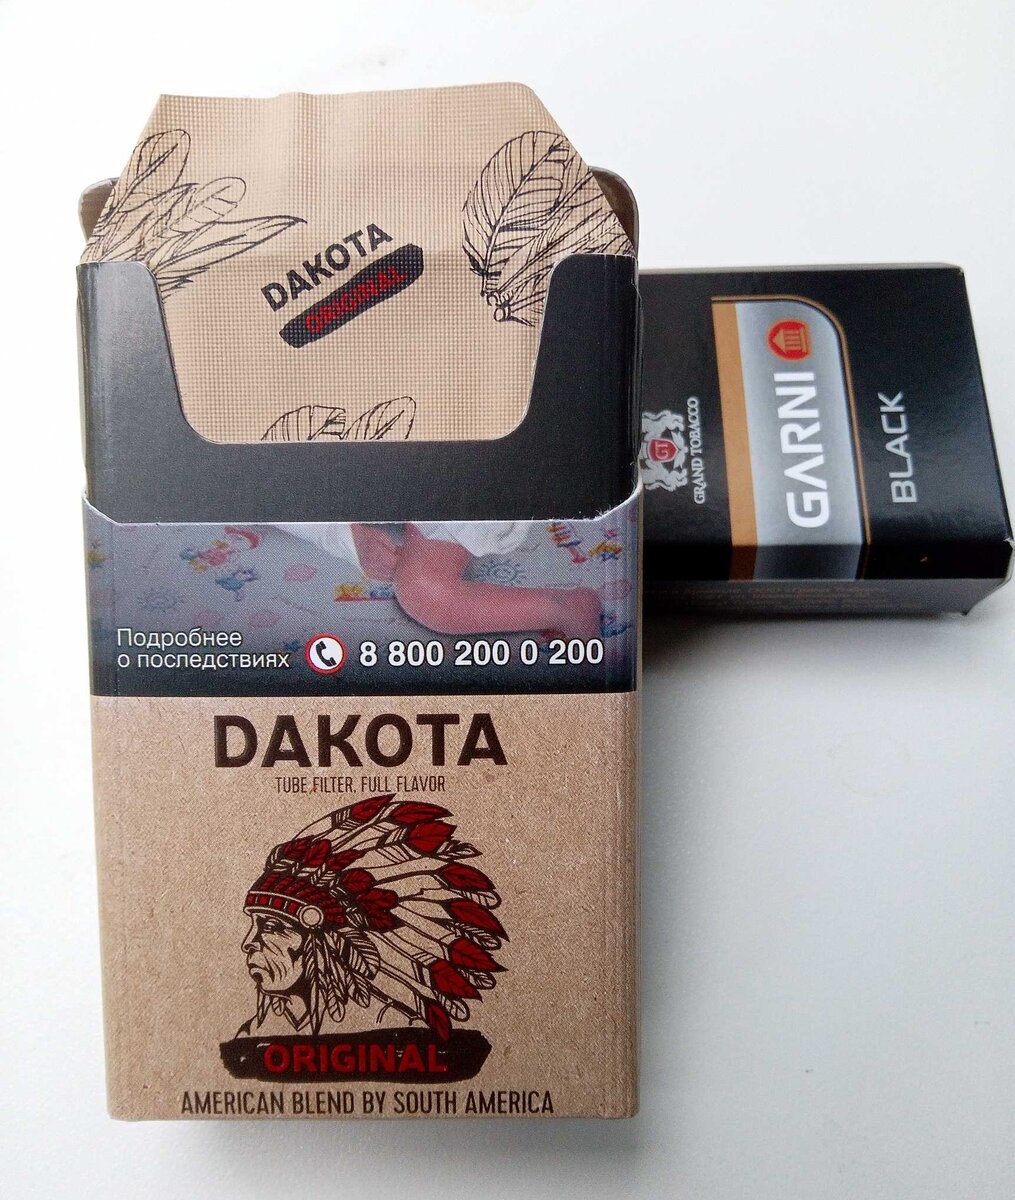 DAKOTA
ORIGINAL
Подробнее
о последствиях
8 800 200 0 200
DAKOTA
TUBE FILTER, FULL FLAVOR
ORIGINAL
AMERICAN BLEND BY SOUTH AMERICA
GT
GRAND TOBACCO
GARNI
BLACK